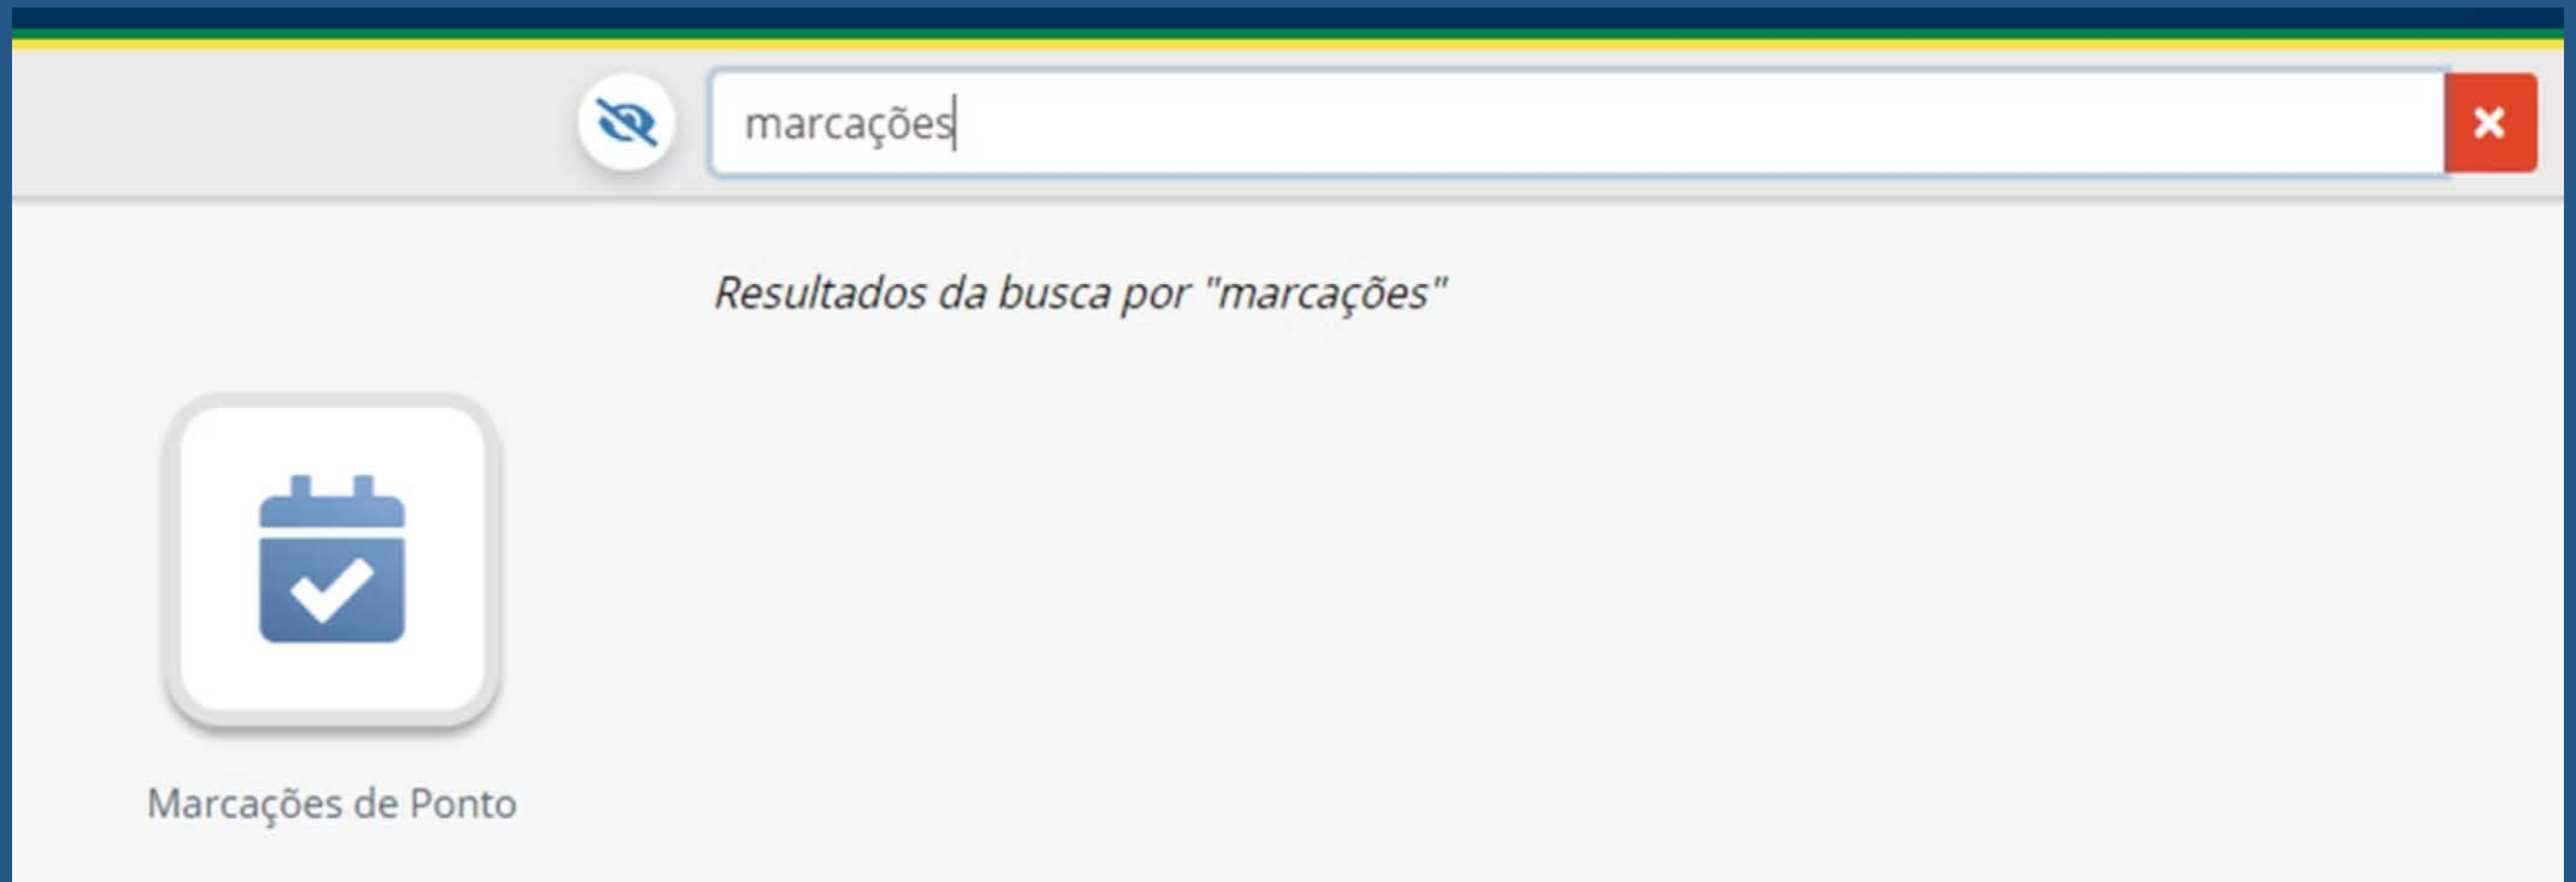 marcações
Resultados da busca por "marcações"
Marcações de Ponto